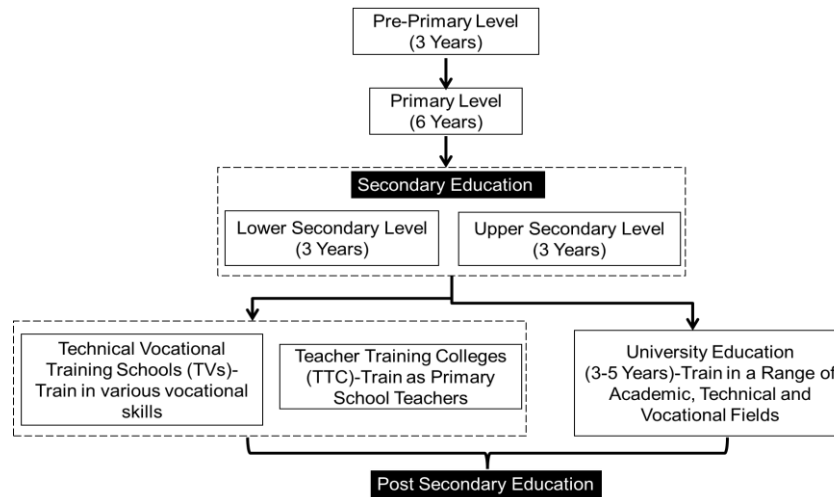 Pre-Primary Level
(3 Years)
Primary Level
(6 Years)
Secondary Education
Lower Secondary Level
(3 Years)
Upper Secondary Level
(3 Years)
Technical Vocational
Training Schools (TVs)-
Train in various vocational
skills
Teacher Training Colleges
(TTC)-Train as Primary
School Teachers
University Education
(3-5 Years)-Train in a Range of
Academic, Technical and
Vocational Fields
Post Secondary Education